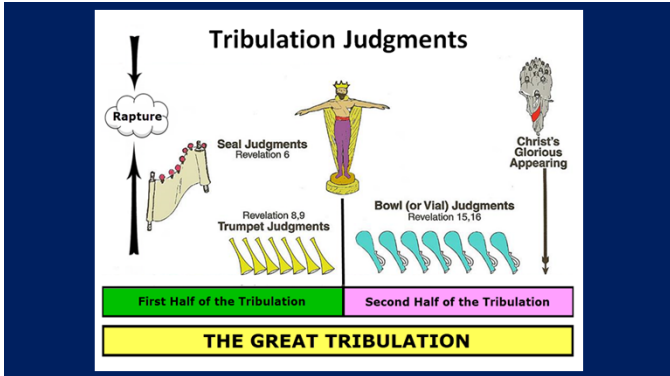 Tribulation Judgments
Rapture
Seal Judgments
Revelation 6
Christ's
Glorious
Appearing
Revelation 8,9
Trumpet Judgments
Bowl (or Vial) Judgments
Revelation 15,16
First Half of the Tribulation
Second Half of the Tribulation
THE GREAT TRIBULATION